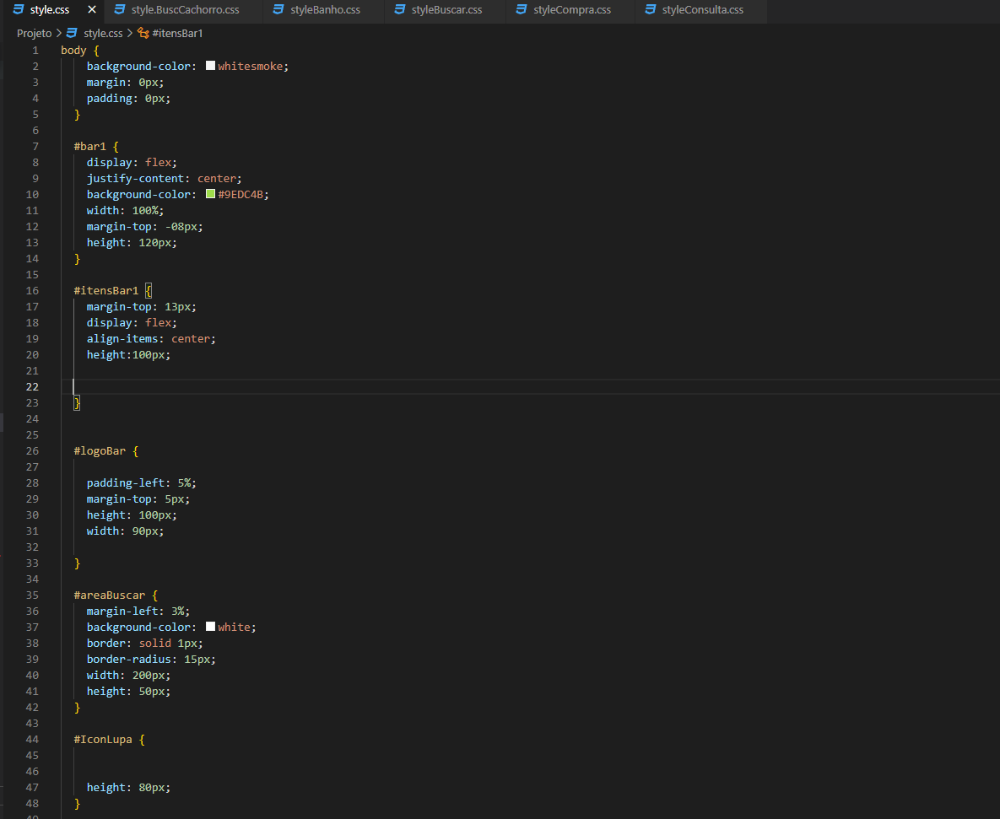 style.css
style.BuscCachorro.css
styleBanho.css
styleBuscar.css
styleCompra.css
styleConsulta.css
Projeto > style.css > #itensBar1
1 body {
2 background-color: whitesmoke;
3 margin: 0px;
4 padding: 0px;
5 }
6
7 #bar1 {
8 display: flex;
9 justify-content: center;
10 background-color: #9EDC4B;
11 width: 100%;
12 margin-top: -08px;
13 height: 120px;
14 }
15
16 #itensBar1 {
17 margin-top: 13px;
18 display: flex;
19 align-items: center;
20 height:100px;
21
22
23 }
24
25
26 #logoBar {
27
28 padding-left: 5%;
29 margin-top: 5px;
30 height: 100px;
31 width: 90px;
32
33 }
34
35 #areaBuscar {
36 margin-left: 3%;
37 background-color: white;
38 border: solid 1px;
39 border-radius: 15px;
40 width: 200px;
41 height: 50px;
42 }
43
44 #IconLupa {
45
46
47 height: 80px;
48 }
49